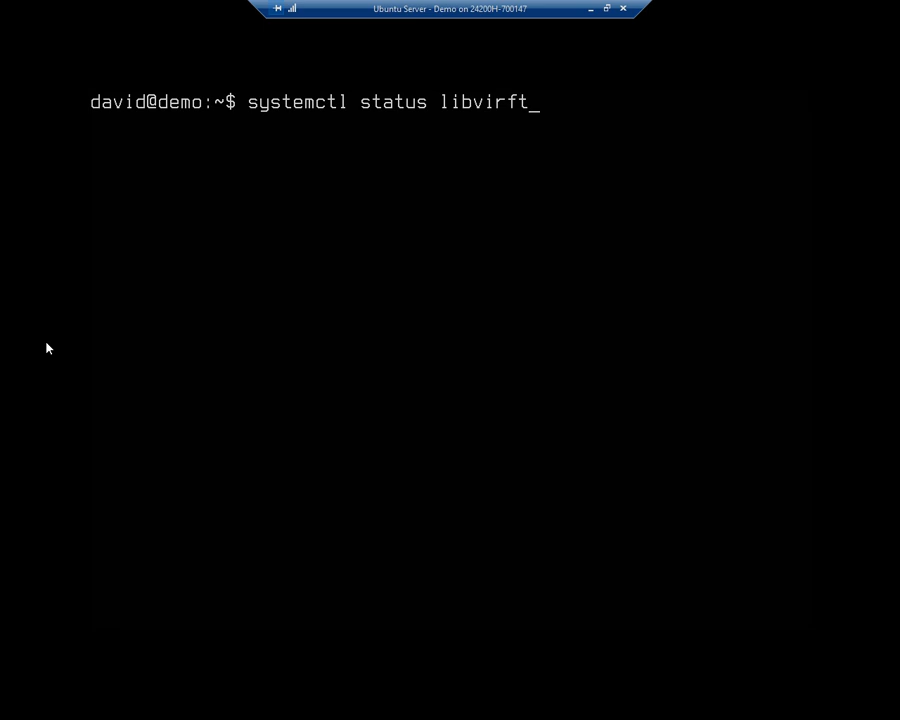 Ubuntu Server - Demo on 24200H-700147
david@demo:~$ systemctl status libvirft_